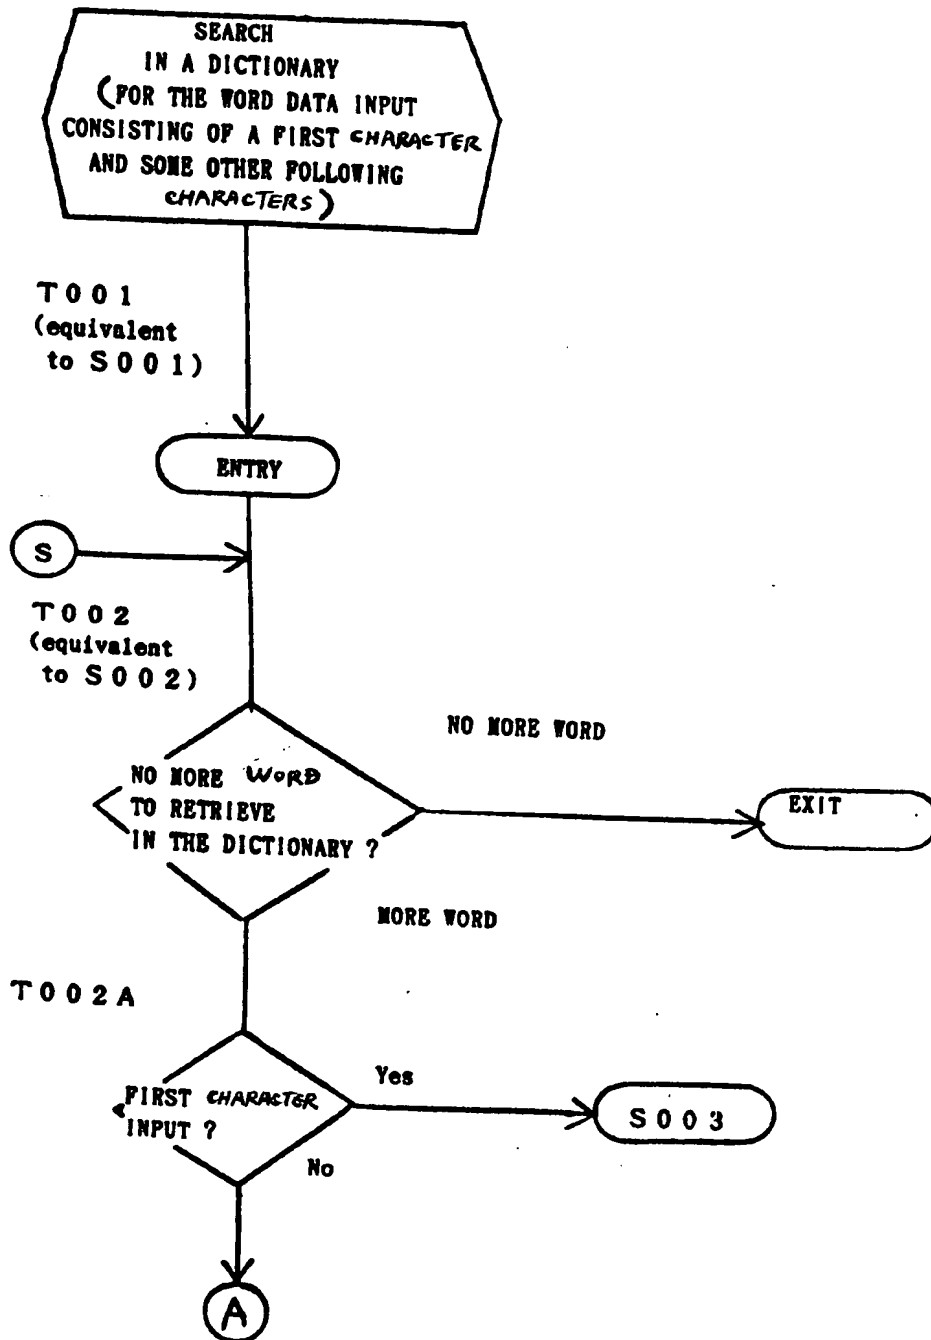 SEARCH
IN A DICTIONARY
(FOR THE WORD DATA INPUT
CONSISTING OF A FIRST CHARACTER
AND SOME OTHER FOLLOWING
CHARACTERS)
T001
(equivalent
to S001)
ENTRY
S
T002
(equivalent
to S002)
NO MORE WORD
NO MORE WORD
TO RETRIEVE
IN THE DICTIONARY ?
EXIT
MORE WORD
T002A
Yes
FIRST CHARACTER
INPUT ?
S003
No
A